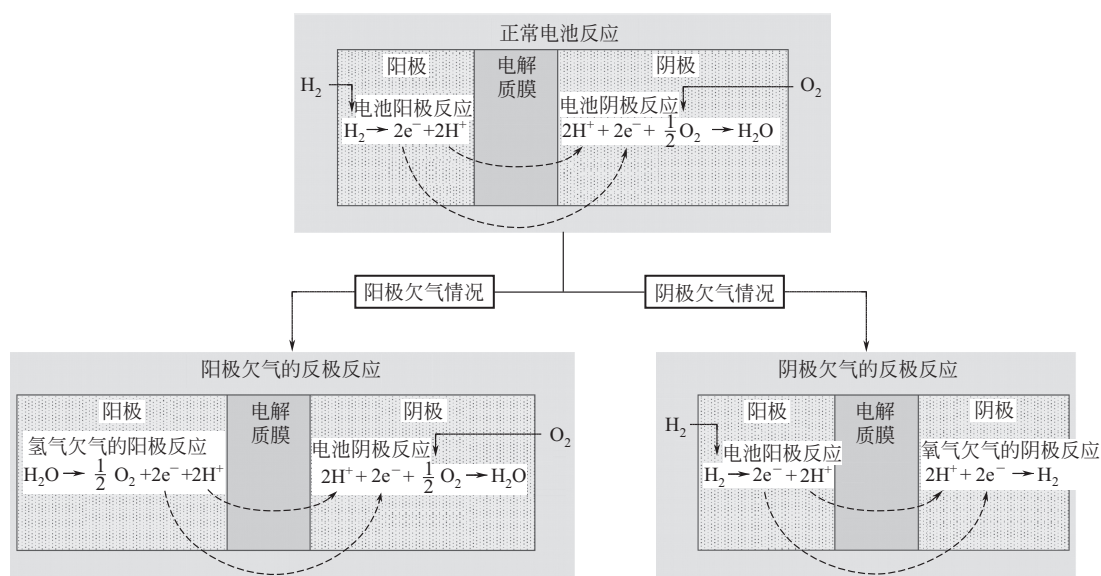 正常电池反应
阳极
电解
质膜
阴极
H₂
O₂
电池阳极反应
H₂→2e⁻+2H⁺
电池阴极反应
2H⁺+2e⁻+1/2O₂→H₂O
阳极欠气情况
阴极欠气情况
阳极欠气的反极反应
阳极
电解
质膜
阴极
O₂
氢气欠气的阳极反应
H₂O→1/2 O₂+2e⁻+2H⁺
电池阴极反应
2H⁺+2e⁻+1/2 O₂→H₂O
阴极欠气的反极反应
阳极
电解
质膜
阴极
H₂
电池阳极反应
H₂→2e⁻+2H⁺
氧气欠气的阴极反应
2H⁺+2e⁻→H₂